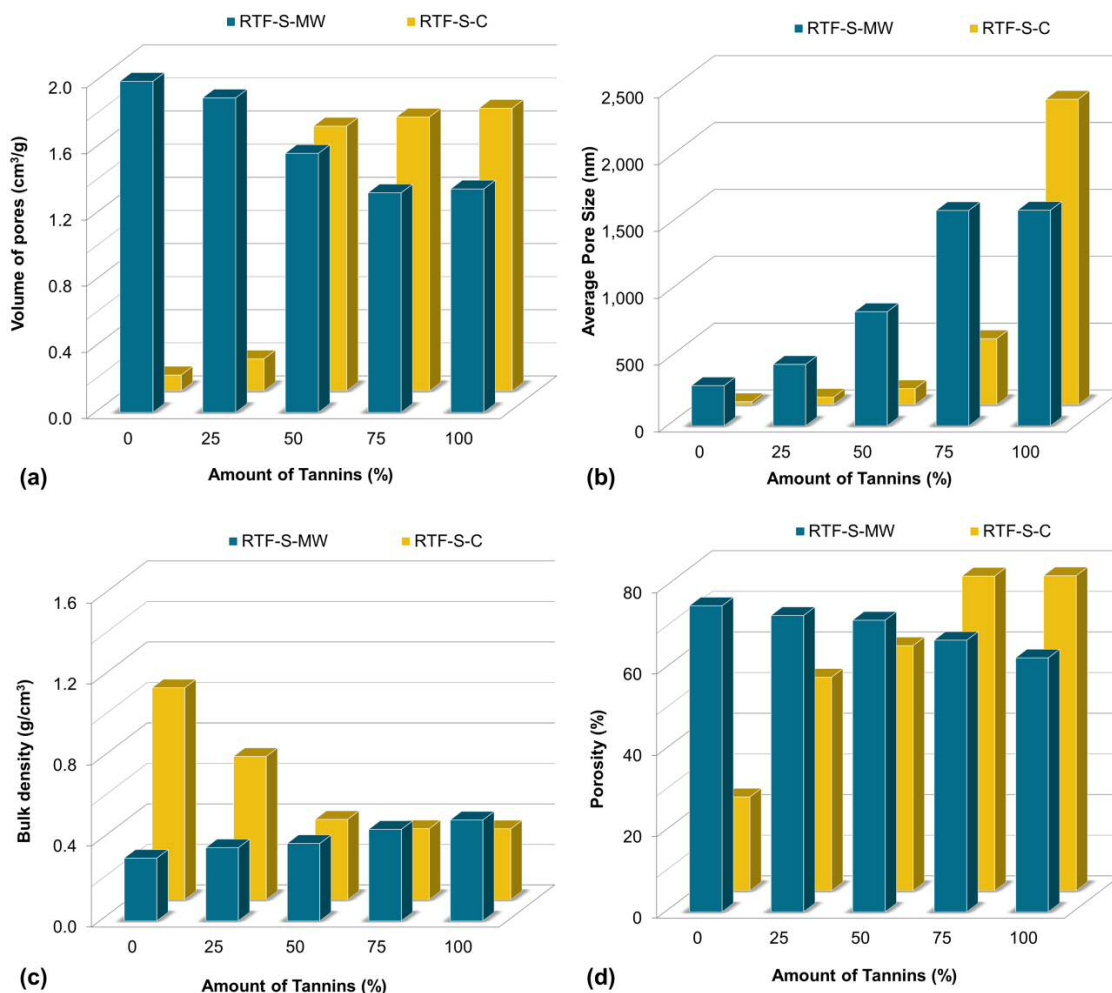 RTF-S-MW RTF-S-C
2.0
1.6
1.2
0.8
0.4
0.0
Volume of pores (cm³/g)
0 25 50 75 100
Amount of Tannins (%)
(a)
RTF-S-MW RTF-S-C
2,500
2,000
1,500
1,000
500
0
Average Pore Size (nm)
0 25 50 75 100
Amount of Tannins (%)
(b)
RTF-S-MW RTF-S-C
1.6
1.2
0.8
0.4
0.0
Bulk density (g/cm³)
0 25 50 75 100
Amount of Tannins (%)
(c)
RTF-S-MW RTF-S-C
80
60
40
20
0
Porosity (%)
0 25 50 75 100
Amount of Tannins (%)
(d)